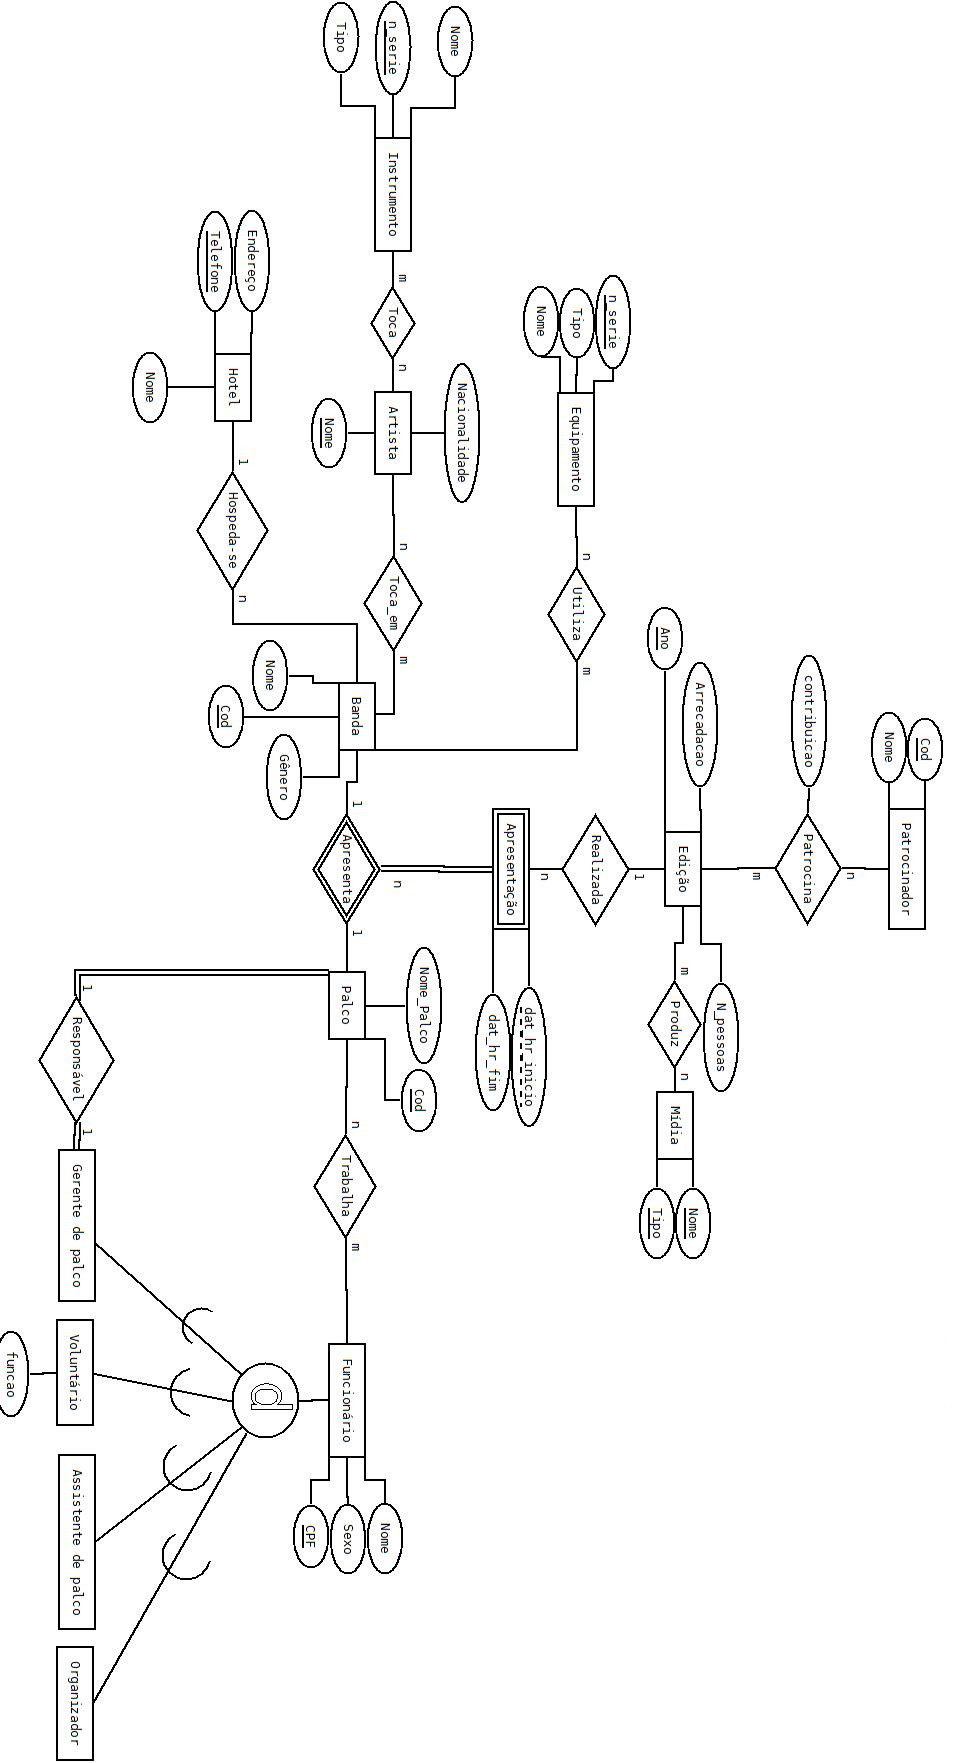 Cod
Nome
Patrocinador
contribuicao
n
Patrocina
m
Arrecadacao
Ano
Edição
N_pessoas
m
Produz
n
Mídia
Nome
Tipo
1
Realizada
n
n_serie
Tipo
Nome
Equipamento
n
Utiliza
m
Apresentação
dat_hr_inicio
dat_hr_fim
Nome
n_serie
Tipo
Instrumento
m
Toca
n
Nacionalidade
Artista
Nome
n
Toca_em
m
n
Banda
Nome
Cod
Gênero
1
Apresenta
1
Nome_Palco
Cod
Palco
n
Trabalha
m
Funcionário
Nome
Sexo
CPF
Endereço
Telefone
Hotel
Nome
1
Hospeda-se
n
d
1
Responsável
1
Gerente de palco
Voluntário
funcao
Assistente de palco
Organizador